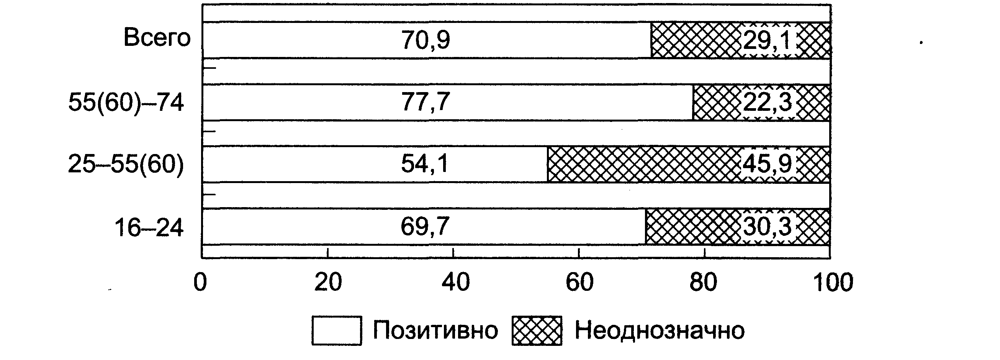 Всего 70,9 29,1
55(60)–74 77,7 22,3
25–55(60) 54,1 45,9
16–24 69,7 30,3
0 20 40 60 80 100
Позитивно Неоднозначно